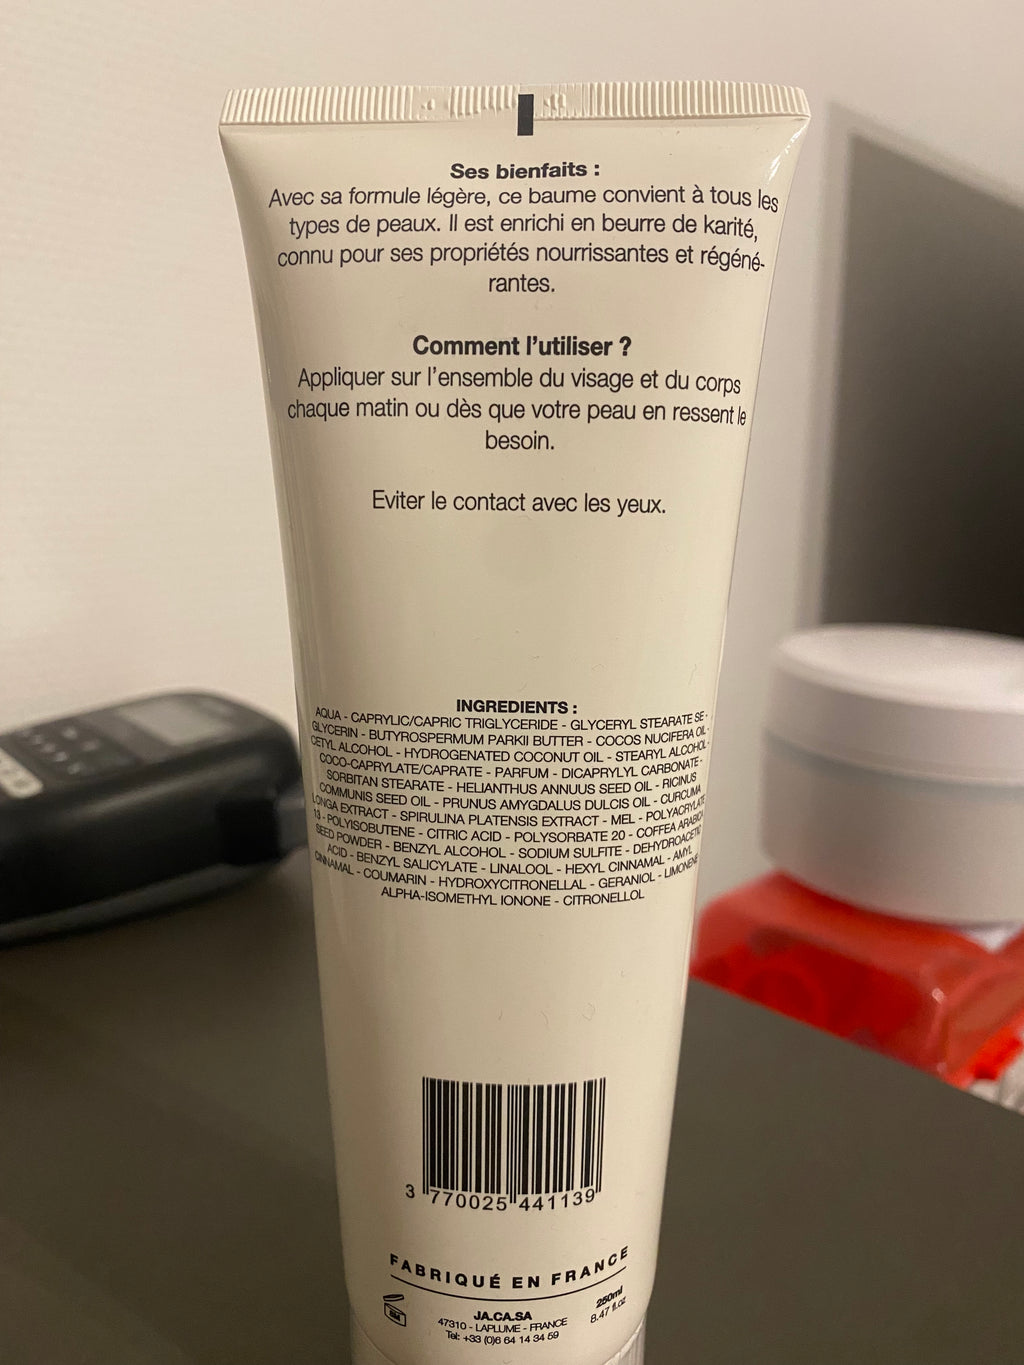 Ses bienfaits :
Avec sa formule légère, ce baume convient à tous les
types de peaux. Il est enrichi en beurre de karité,
connu pour ses propriétés nourrissantes et régéné-
rantes.
Comment l'utiliser ?
Appliquer sur l'ensemble du visage et du corps
chaque matin ou dès que votre peau en ressent le
besoin.
Eviter le contact avec les yeux.
INGREDIENTS :
AQUA - CAPRYLIC/CAPRIC TRIGLYCERIDE - GLYCERYL STEARATE SE -
GLYCERIN - BUTYROSPERMUM PARKII BUTTER - COCOS NUCIFERA OIL -
CETYL ALCOHOL - HYDROGENATED COCONUT OIL - STEARYL ALCOHOL -
COCO-CAPRYLATE/CAPRATE - PARFUM - DICAPRYLYL CARBONATE -
SORBITAN STEARATE - HELIANTHUS ANNUUS SEED OIL - RICINUS
COMMUNIS SEED OIL - PRUNUS AMYGDALUS DULCIS OIL - CURCUMA
LONGA EXTRACT - SPIRULINA PLATENSIS EXTRACT - MEL - POLYACRYLATE
13 - POLYISOBUTENE - CITRIC ACID - POLYSORBATE 20 - COFFEA ARABICA
SEED POWDER - BENZYL ALCOHOL - SODIUM SULFITE - DEHYDROACETIC
ACID - BENZYL SALICYLATE - LINALOOL - HEXYL CINNAMAL - AMYL
CINNAMAL - COUMARIN - HYDROXYCITRONELLAL - GERANIOL - LIMONENE
ALPHA-ISOMETHYL IONONE - CITRONELLOL
3 770025 441139
FABRIQUÉ EN FRANCE
6M
JA.CA.SA
47310 - LAPLUME - FRANCE
Tel: +33 (0)6 64 14 34 59
250ml
8.47 fl.oz